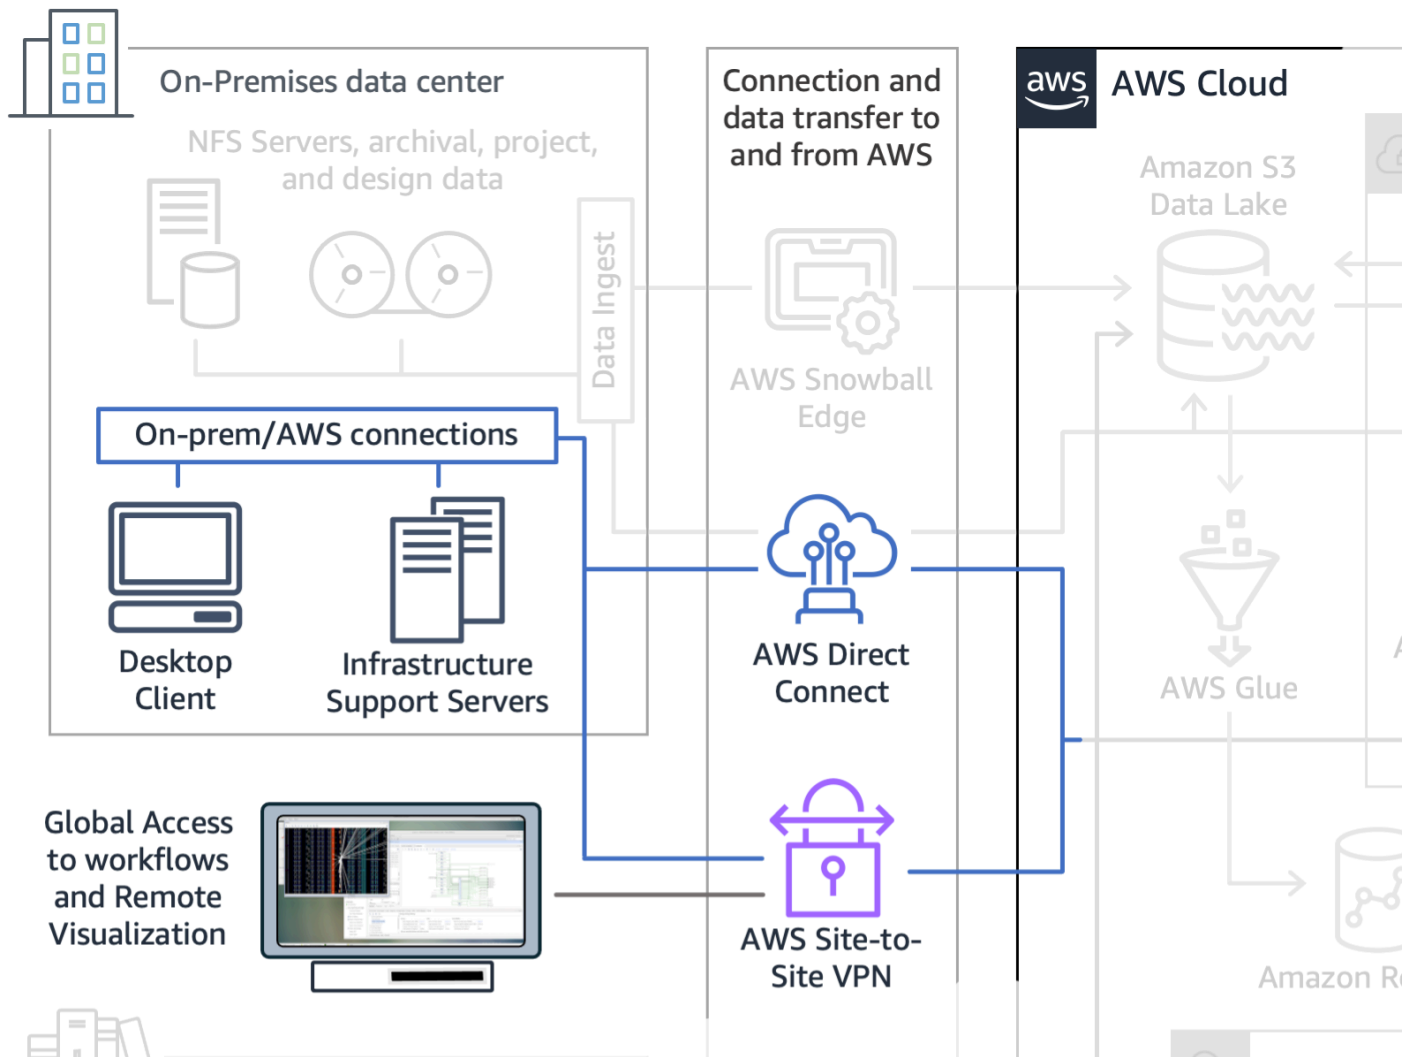 On-Premises data center
NFS Servers, archival, project,
and design data
Data Ingest
On-prem/AWS connections
Desktop
Client
Infrastructure
Support Servers
Global Access
to workflows
and Remote
Visualization
Connection and
data transfer to
and from AWS
AWS Snowball
Edge
AWS Direct
Connect
AWS Site-to-
Site VPN
aws
AWS Cloud
Amazon S3
Data Lake
AWS Glue
Amazon